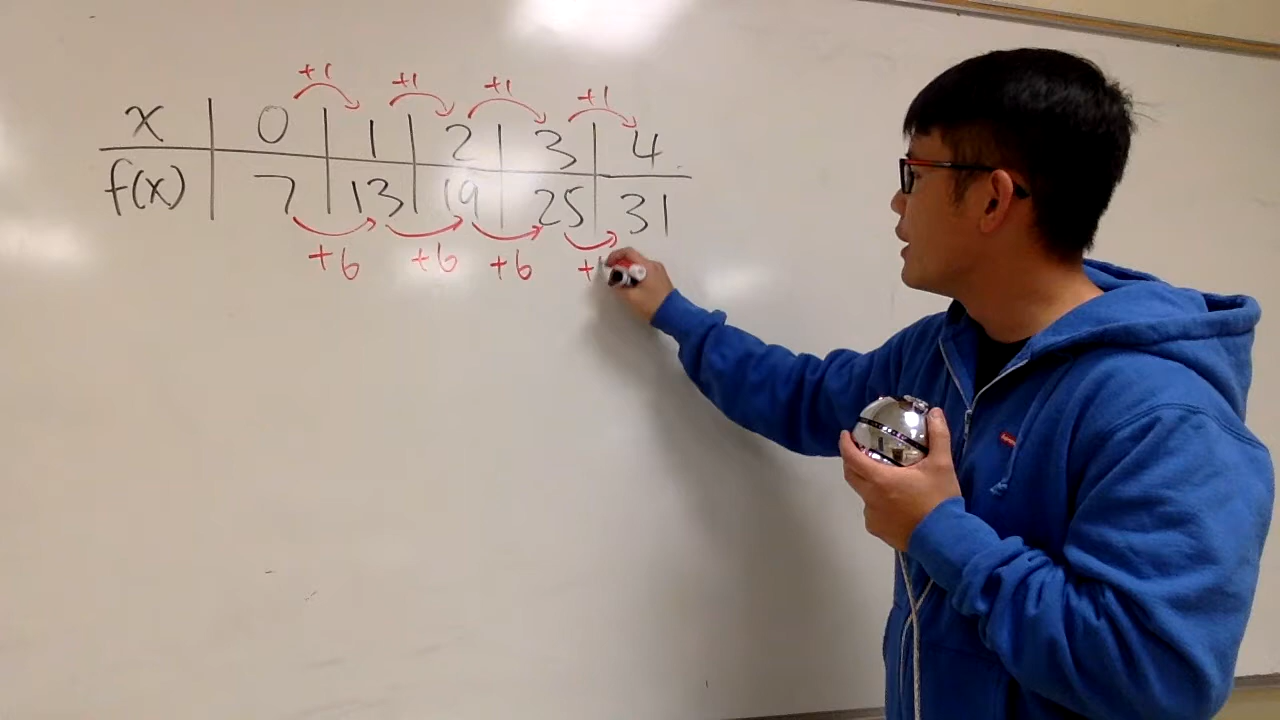 +1 +1 +1 +1
x 0 1 2 3 4
f(x) 7 13 19 25 31
+6 +6 +6 +